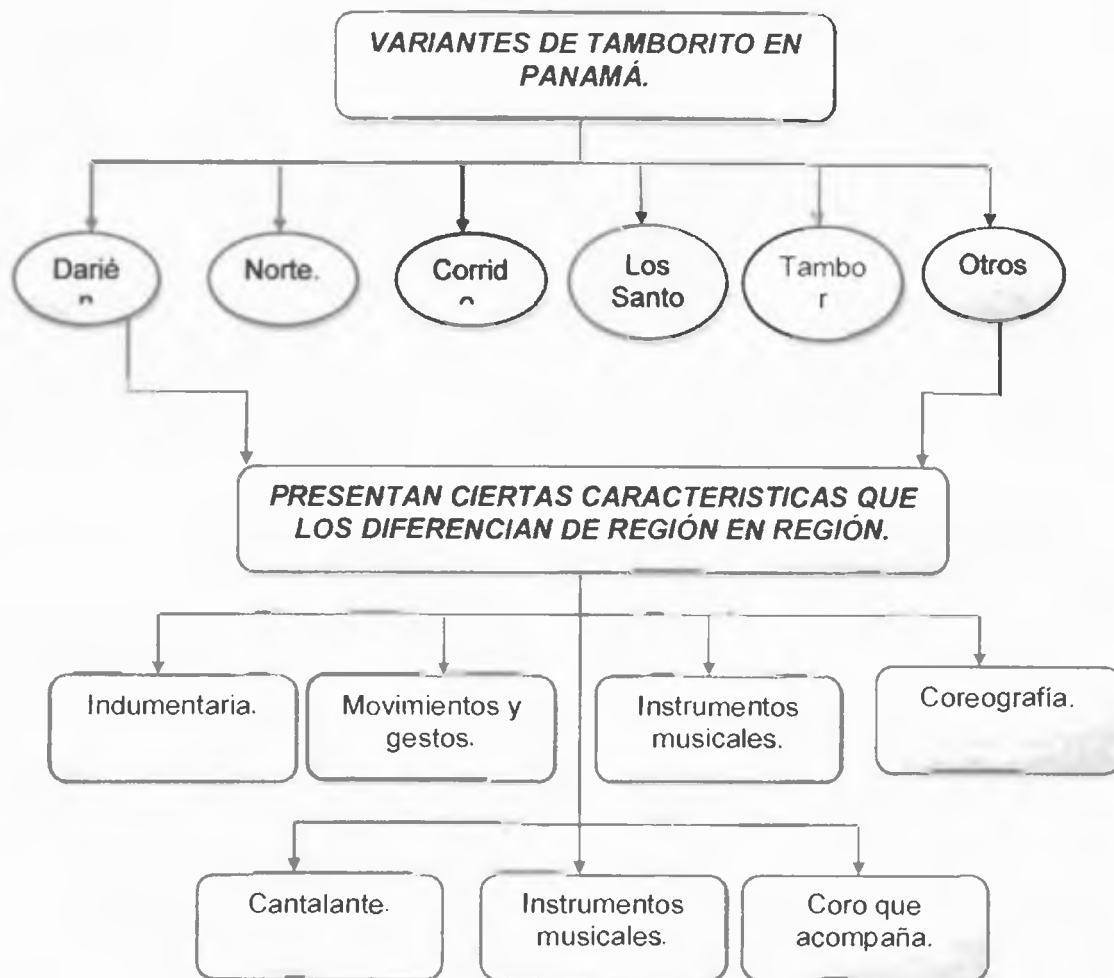 VARIANTES DE TAMBORITO EN
PANAMÁ.
Darié
n
Norte.
Corrid
o
Los
Santo
Tambo
r
Otros
PRESENTAN CIERTAS CARACTERISTICAS QUE
LOS DIFERENCIAN DE REGIÓN EN REGIÓN.
Indumentaria.
Movimientos y
gestos.
Instrumentos
musicales.
Coreografía.
Cantalante.
Instrumentos
musicales.
Coro que
acompaña.